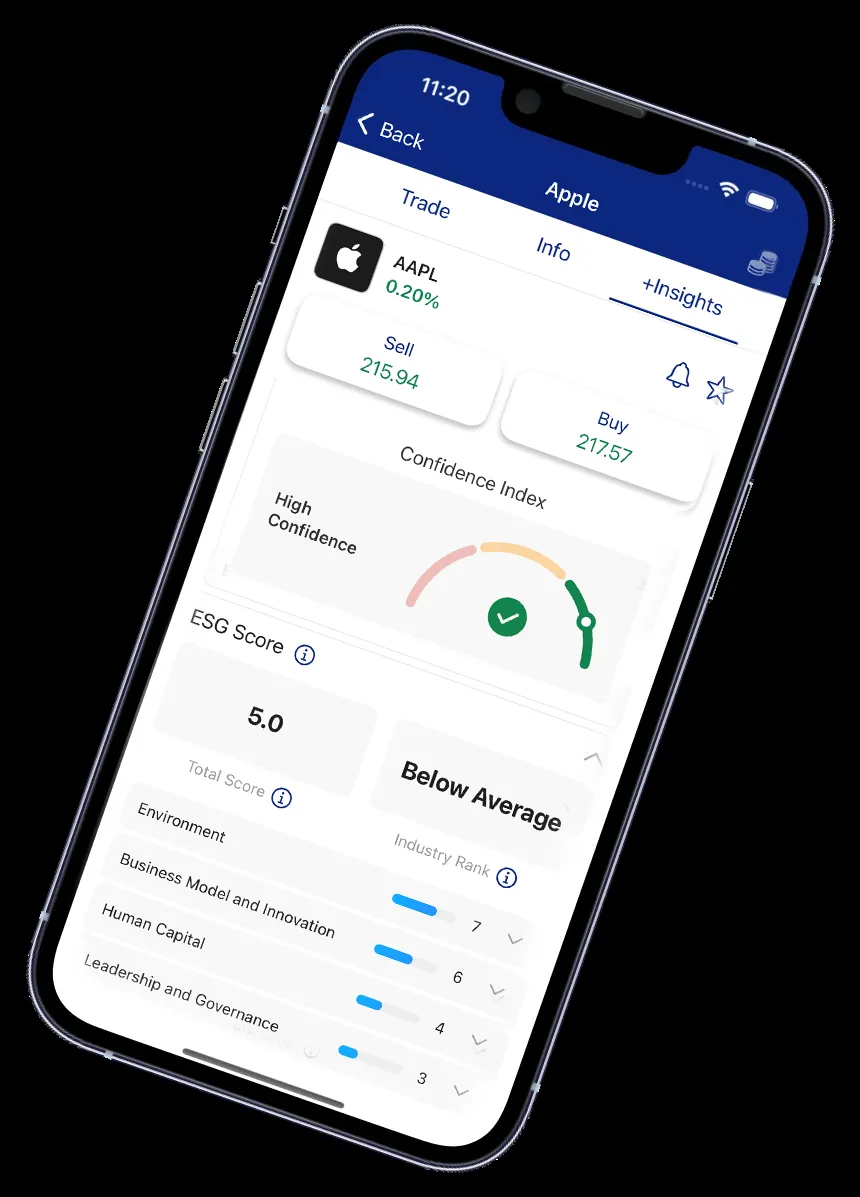 11:20
Back
Apple
Trade
Info
+Insights
AAPL
0.20%
Sell
215.94
Buy
217.57
Confidence Index
High
Confidence
ESG Score
5.0
Total Score
Below Average
Industry Rank
Environment
7
Business Model and Innovation
6
Human Capital
4
Leadership and Governance
3